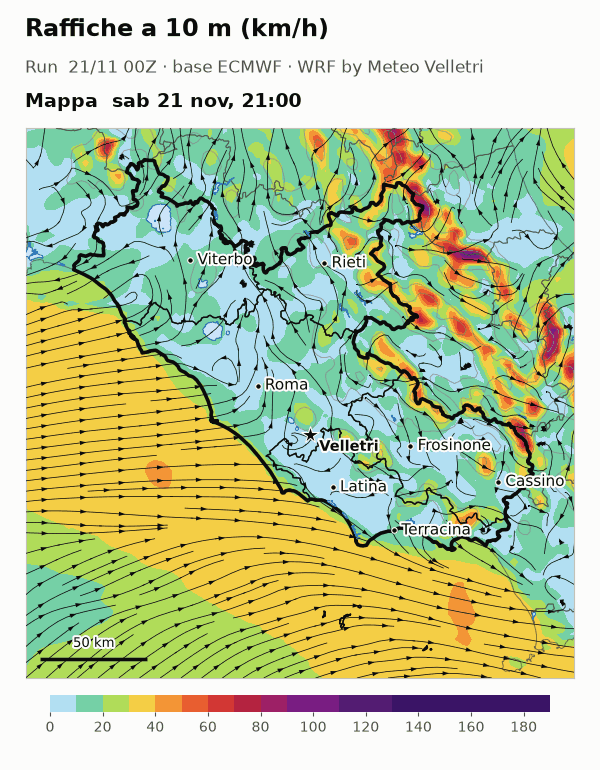 Raffiche a 10 m (km/h)
Run  21/11 00Z · base ECMWF · WRF by Meteo Velletri
Mappa  sab 21 nov, 21:00
Viterbo
Rieti
Roma
Velletri
Frosinone
Latina
Cassino
Terracina
50 km
0 20 40 60 80 100 120 140 160 180